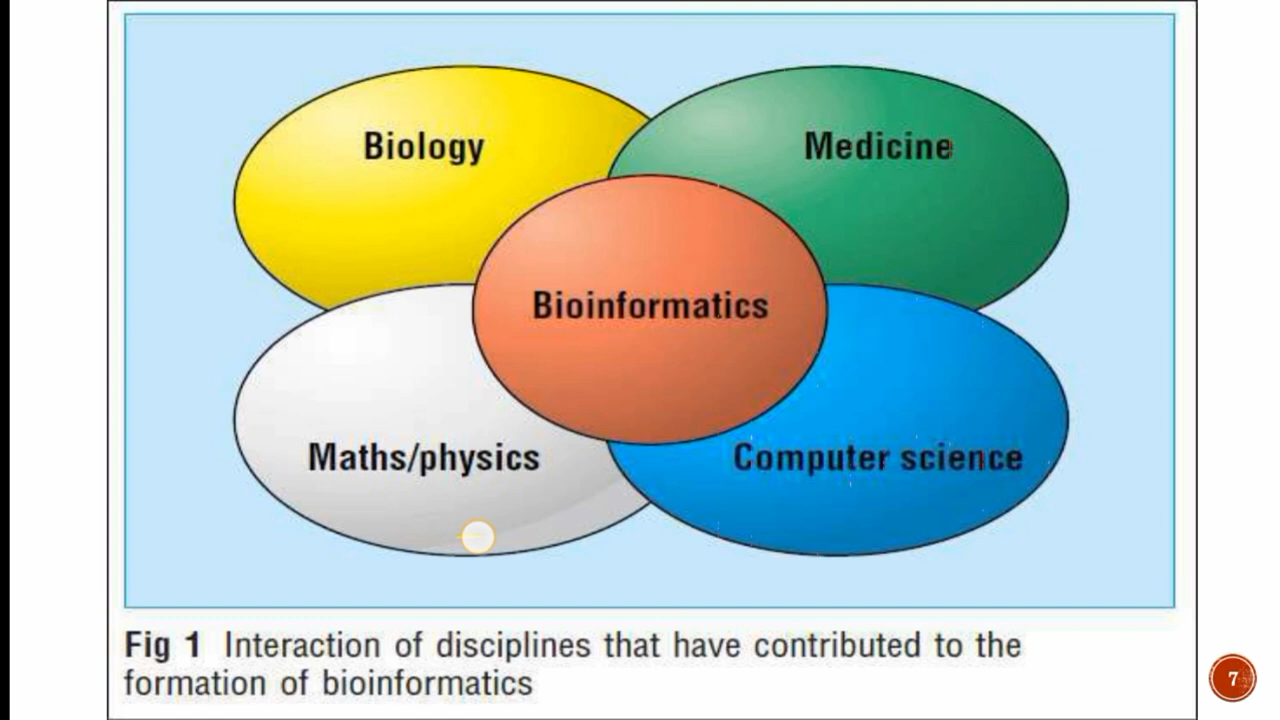 Biology
Medicine
Bioinformatics
Maths/physics
Computer science
Fig 1 Interaction of disciplines that have contributed to the
formation of bioinformatics
7